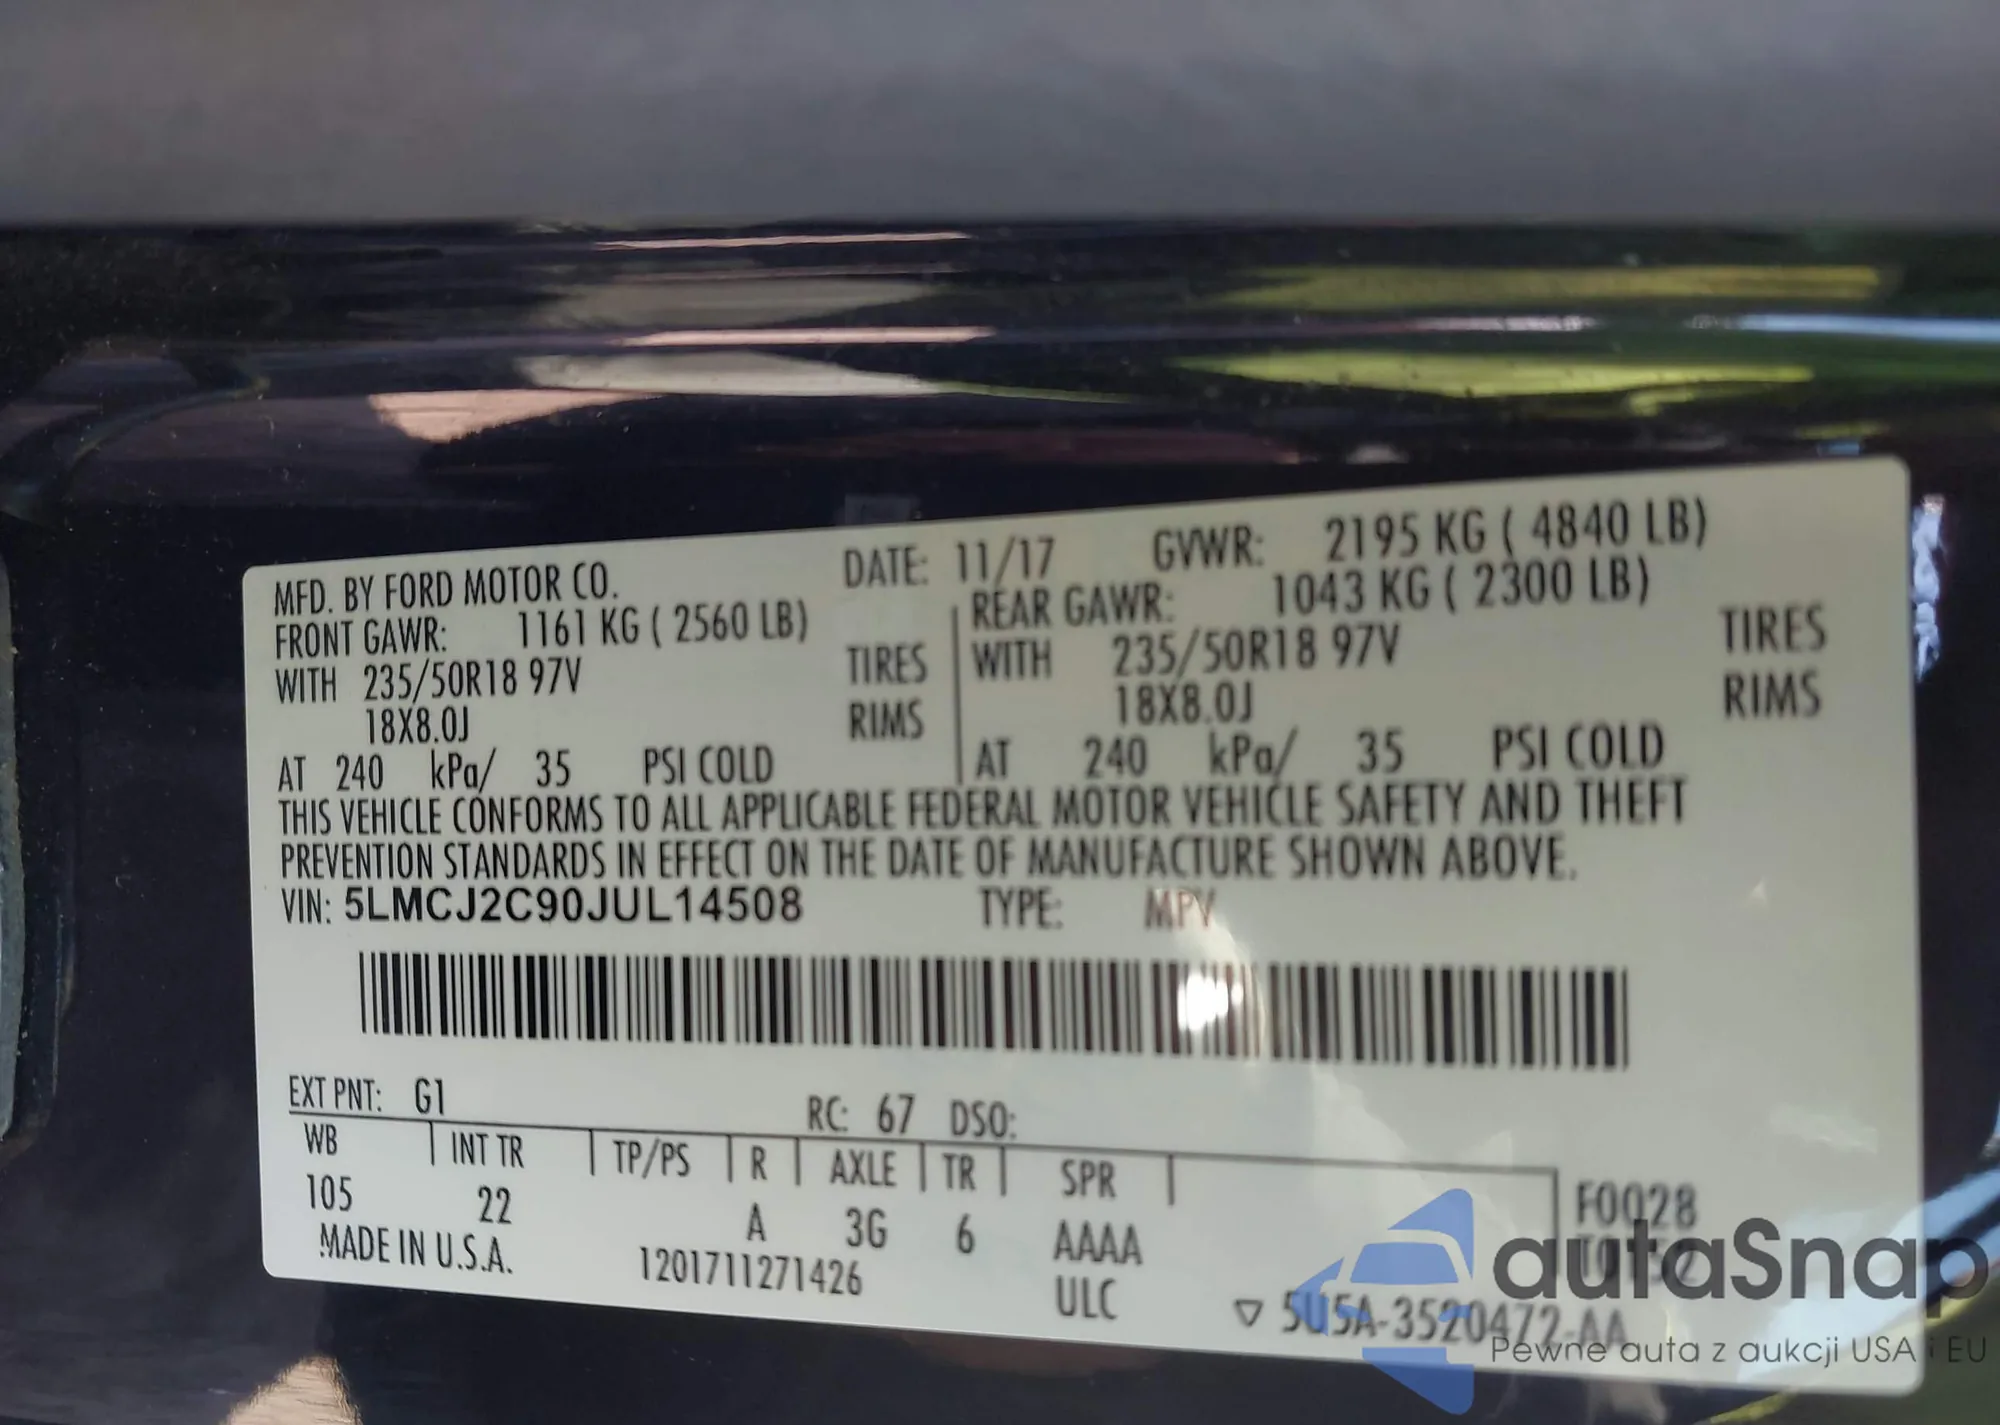 MFD. BY FORD MOTOR CO. DATE: 11/17 GVWR: 2195 KG ( 4840 LB)
FRONT GAWR: 1161 KG ( 2560 LB) REAR GAWR: 1043 KG ( 2300 LB)
WITH 235/50R18 97V TIRES WITH 235/50R18 97V TIRES
18X8.0J RIMS 18X8.0J RIMS
AT 240 kPa/ 35 PSI COLD AT 240 kPa/ 35 PSI COLD
THIS VEHICLE CONFORMS TO ALL APPLICABLE FEDERAL MOTOR VEHICLE SAFETY AND THEFT
PREVENTION STANDARDS IN EFFECT ON THE DATE OF MANUFACTURE SHOWN ABOVE.
VIN: 5LMCJ2C90JUL14508 TYPE: MPV
EXT PNT: G1 RC: 67 DSO:
WB INT TR TP/PS R AXLE TR SPR
105 22 A 3G 6 AAAA
F0028
MADE IN U.S.A. 1201711271426 ULC
T0152
▽ 5U5A-3520472-AA
autaSnap
Pewne auta z aukcji USA i EU